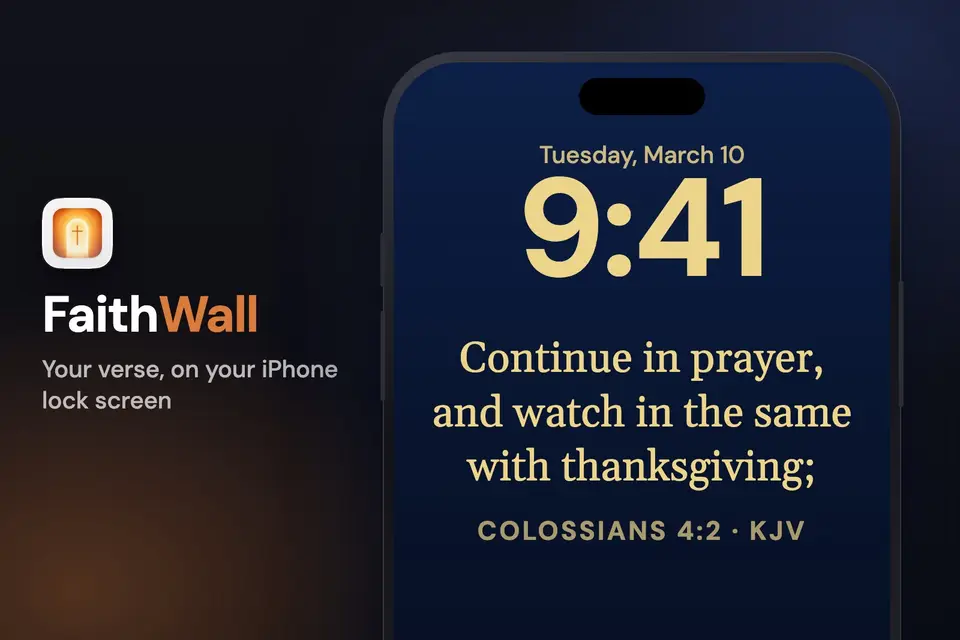 FaithWall
Your verse, on your iPhone
lock screen
Tuesday, March 10
9:41
Continue in prayer,
and watch in the same
with thanksgiving;
COLOSSIANS 4:2 · KJV